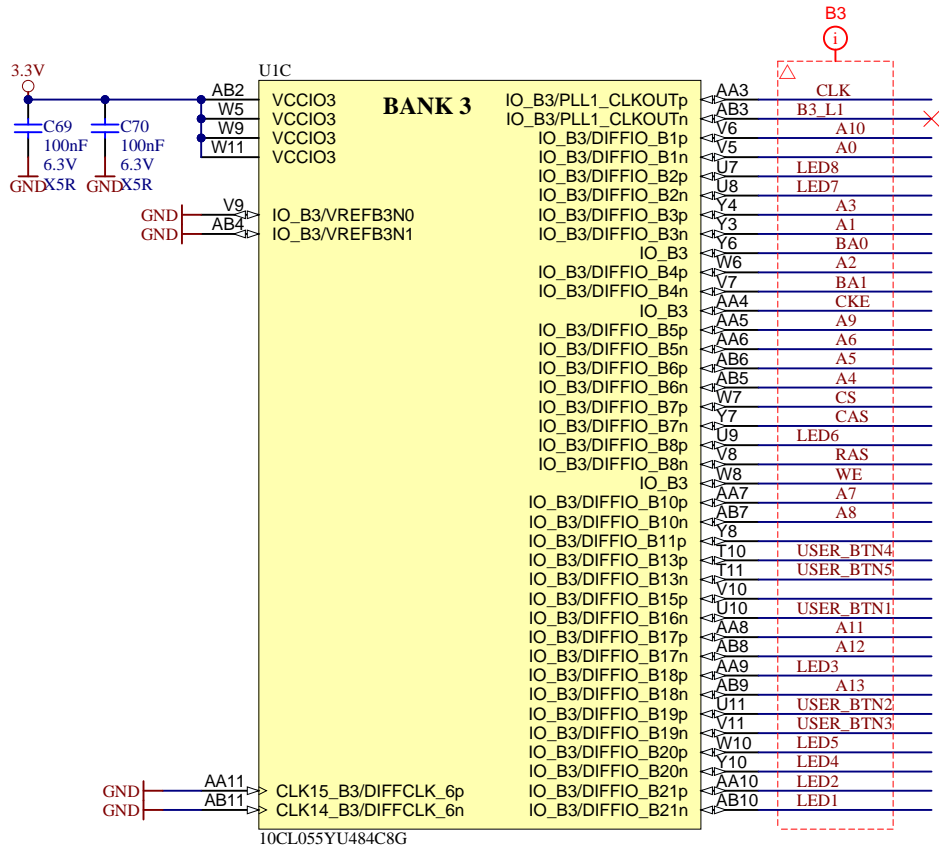 B3
i
3.3V
U1C
BANK 3
AB2 VCCIO3 IO_B3/PLL1_CLKOUTp AA3 CLK
W5 VCCIO3 IO_B3/PLL1_CLKOUTn AB3 B3_L1
W9 VCCIO3 IO_B3/DIFFIO_B1p V6 A10
W11 VCCIO3 IO_B3/DIFFIO_B1n V5 A0
C69 C70
100nF 100nF
6.3V 6.3V
X5R X5R
GND GND
IO_B3/DIFFIO_B2p U7 LED8
IO_B3/DIFFIO_B2n U8 LED7
GND V9 IO_B3/VREFB3N0 IO_B3/DIFFIO_B3p Y4 A3
GND AB4 IO_B3/VREFB3N1 IO_B3/DIFFIO_B3n Y3 A1
IO_B3 Y6 BA0
IO_B3/DIFFIO_B4p W6 A2
IO_B3/DIFFIO_B4n V7 BA1
IO_B3 AA4 CKE
IO_B3/DIFFIO_B5p AA5 A9
IO_B3/DIFFIO_B5n AA6 A6
IO_B3/DIFFIO_B6p AB6 A5
IO_B3/DIFFIO_B6n AB5 A4
IO_B3/DIFFIO_B7p W7 CS
IO_B3/DIFFIO_B7n Y7 CAS
IO_B3/DIFFIO_B8p U9 LED6
IO_B3/DIFFIO_B8n V8 RAS
IO_B3 W8 WE
IO_B3/DIFFIO_B10p AA7 A7
IO_B3/DIFFIO_B10n AB7 A8
IO_B3/DIFFIO_B11p Y8
IO_B3/DIFFIO_B13p T10 USER_BTN4
IO_B3/DIFFIO_B13n T11 USER_BTN5
IO_B3/DIFFIO_B15p V10
IO_B3/DIFFIO_B16n U10 USER_BTN1
IO_B3/DIFFIO_B17p AA8 A11
IO_B3/DIFFIO_B17n AB8 A12
IO_B3/DIFFIO_B18p AA9 LED3
IO_B3/DIFFIO_B18n AB9 A13
IO_B3/DIFFIO_B19p U11 USER_BTN2
IO_B3/DIFFIO_B19n V11 USER_BTN3
IO_B3/DIFFIO_B20p W10 LED5
IO_B3/DIFFIO_B20n Y10 LED4
GND AA11 CLK15_B3/DIFFCLK_6p IO_B3/DIFFIO_B21p AA10 LED2
GND AB11 CLK14_B3/DIFFCLK_6n IO_B3/DIFFIO_B21n AB10 LED1
10CL055YU484C8G